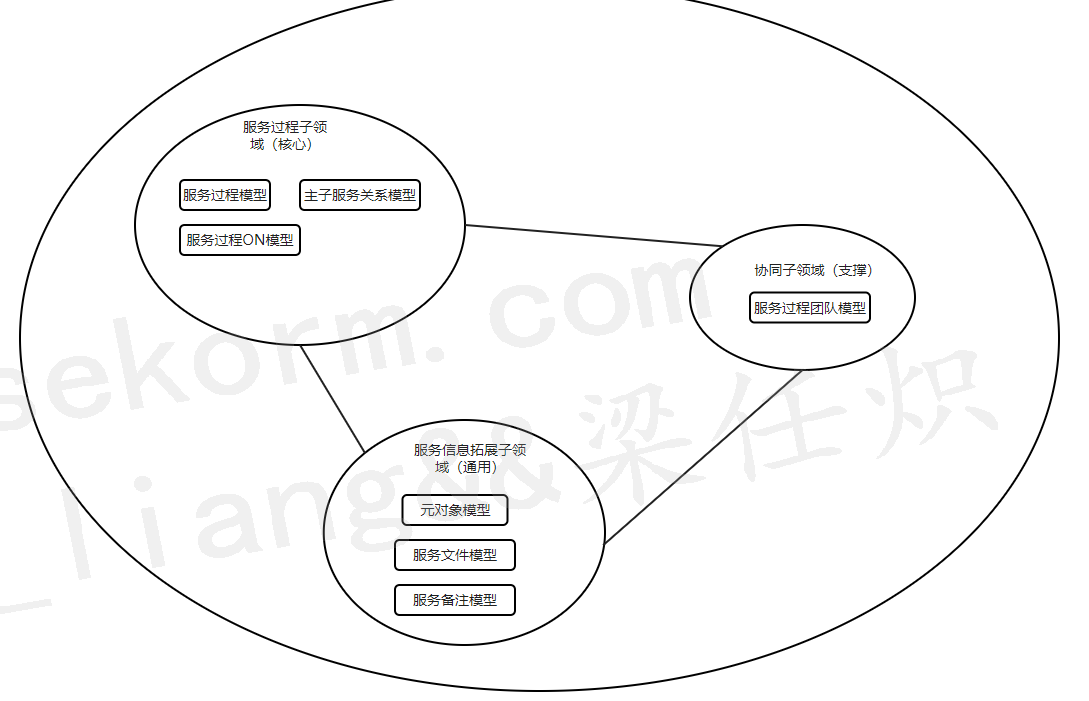 服务过程子领
域（核心）
服务过程模型
主子服务关系模型
服务过程ON模型
协同子领域（支撑）
服务过程团队模型
服务信息拓展子领
域（通用）
元对象模型
服务文件模型
服务备注模型
sekorm.com
_liang&&梁任炽